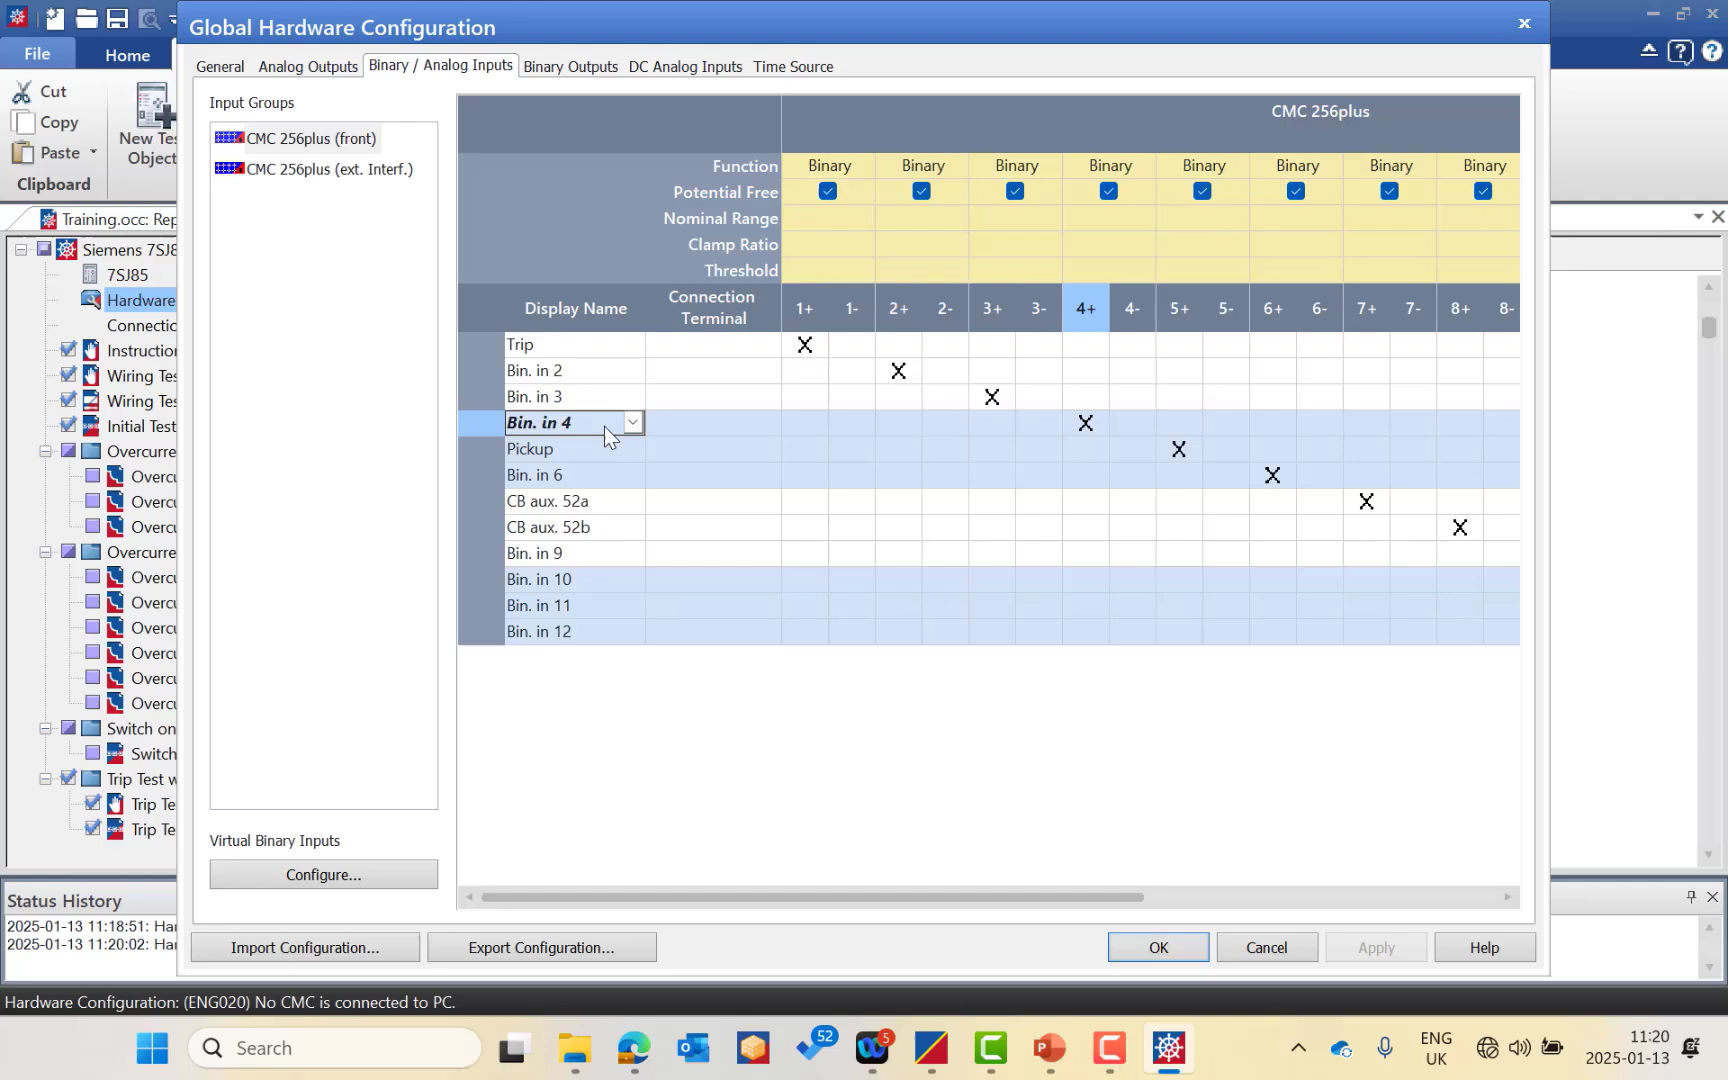 Global Hardware Configuration
File
Home
Cut
Copy
Paste
Clipboard
New Te
Object
General
Analog Outputs
Binary / Analog Inputs
Binary Outputs
DC Analog Inputs
Time Source
Input Groups
CMC 256plus (front)
CMC 256plus (ext. Interf.)
Virtual Binary Inputs
Configure...
CMC 256plus
Function Binary Binary Binary Binary Binary Binary Binary Binary
Potential Free
Nominal Range
Clamp Ratio
Threshold
Display Name Connection Terminal 1+ 1- 2+ 2- 3+ 3- 4+ 4- 5+ 5- 6+ 6- 7+ 7- 8+ 8-
Trip X
Bin. in 2 X
Bin. in 3 X
Bin. in 4 X
Pickup X
Bin. in 6 X
CB aux. 52a X
CB aux. 52b X
Bin. in 9
Bin. in 10
Bin. in 11
Bin. in 12
Import Configuration...
Export Configuration...
OK
Cancel
Apply
Help
Training.occ: Rep
Siemens 7SJ8
7SJ85
Hardware
Connectic
Instruction
Wiring Tes
Wiring Tes
Initial Test
Overcurre
Overcu
Overcu
Overcu
Overcurre
Overcu
Overcu
Overcu
Overcu
Overcu
Overcu
Switch on
Switch
Trip Test w
Trip Te
Trip Te
Status History
2025-01-13 11:18:51: Har
2025-01-13 11:20:02: Har
Hardware Configuration: (ENG020) No CMC is connected to PC.
Search
52
5
ENG
UK
11:20
2025-01-13